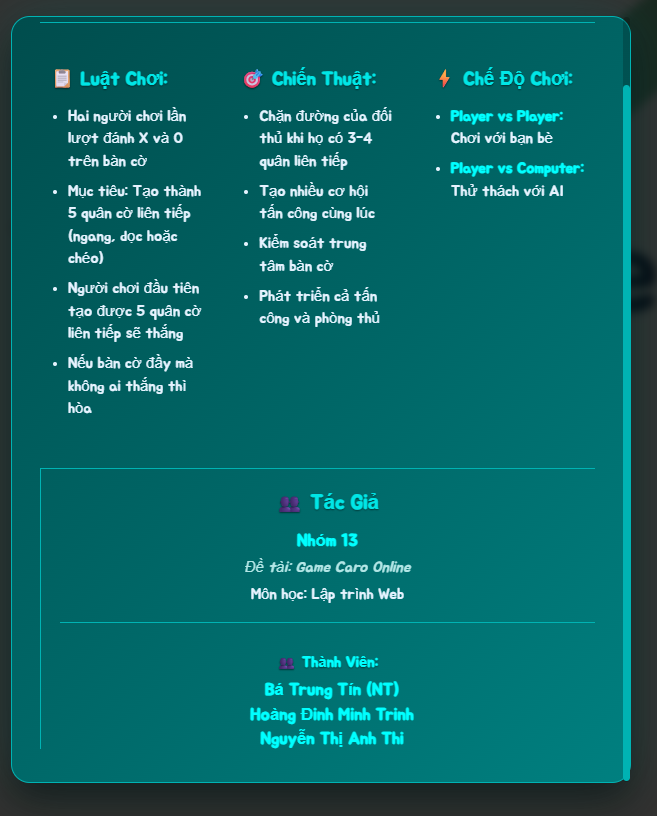 Luật Chơi:
Hai người chơi lần
lượt đánh X và O
trên bàn cờ
Mục tiêu: Tạo thành
5 quân cờ liên tiếp
(ngang, dọc hoặc
chéo)
Người chơi đầu tiên
tạo được 5 quân cờ
liên tiếp sẽ thắng
Nếu bàn cờ đầy mà
không ai thắng thì
hòa
Chiến Thuật:
Chặn đường của đối
thủ khi họ có 3-4
quân liên tiếp
Tạo nhiều cơ hội
tấn công cùng lúc
Kiểm soát trung
tâm bàn cờ
Phát triển cả tấn
công và phòng thủ
Chế Độ Chơi:
Player vs Player:
Chơi với bạn bè
Player vs Computer:
Thử thách với AI
Tác Giả
Nhóm 13
Đề tài: Game Caro Online
Môn học: Lập trình Web
Thành Viên:
Bá Trung Tín (NT)
Hoàng Đinh Minh Trinh
Nguyễn Thị Anh Thi